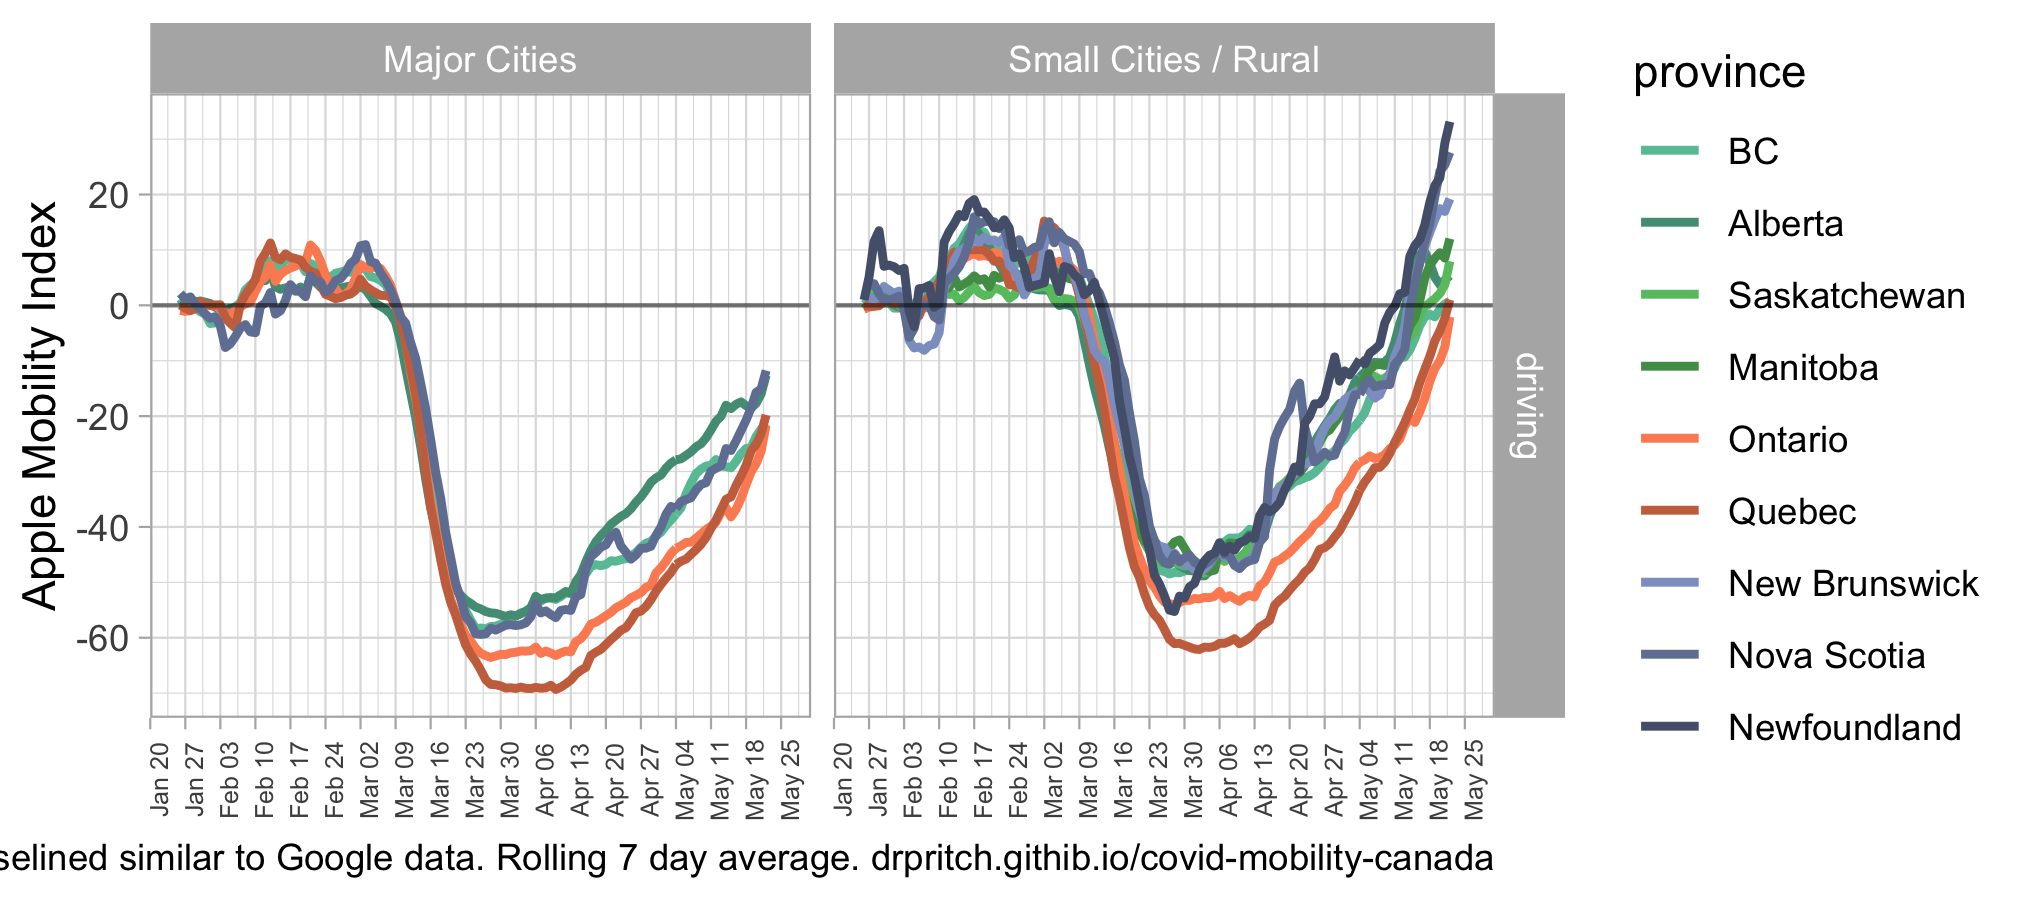 Major Cities
Small Cities / Rural
province
BC
Alberta
Saskatchewan
Manitoba
Ontario
Quebec
New Brunswick
Nova Scotia
Newfoundland
driving
Apple Mobility Index
20
0
-20
-40
-60
Jan 20
Jan 27
Feb 03
Feb 10
Feb 17
Feb 24
Mar 02
Mar 09
Mar 16
Mar 23
Mar 30
Apr 06
Apr 13
Apr 20
Apr 27
May 04
May 11
May 18
May 25
Jan 20
Jan 27
Feb 03
Feb 10
Feb 17
Feb 24
Mar 02
Mar 09
Mar 16
Mar 23
Mar 30
Apr 06
Apr 13
Apr 20
Apr 27
May 04
May 11
May 18
May 25
selined similar to Google data. Rolling 7 day average. drpritch.githib.io/covid-mobility-canada